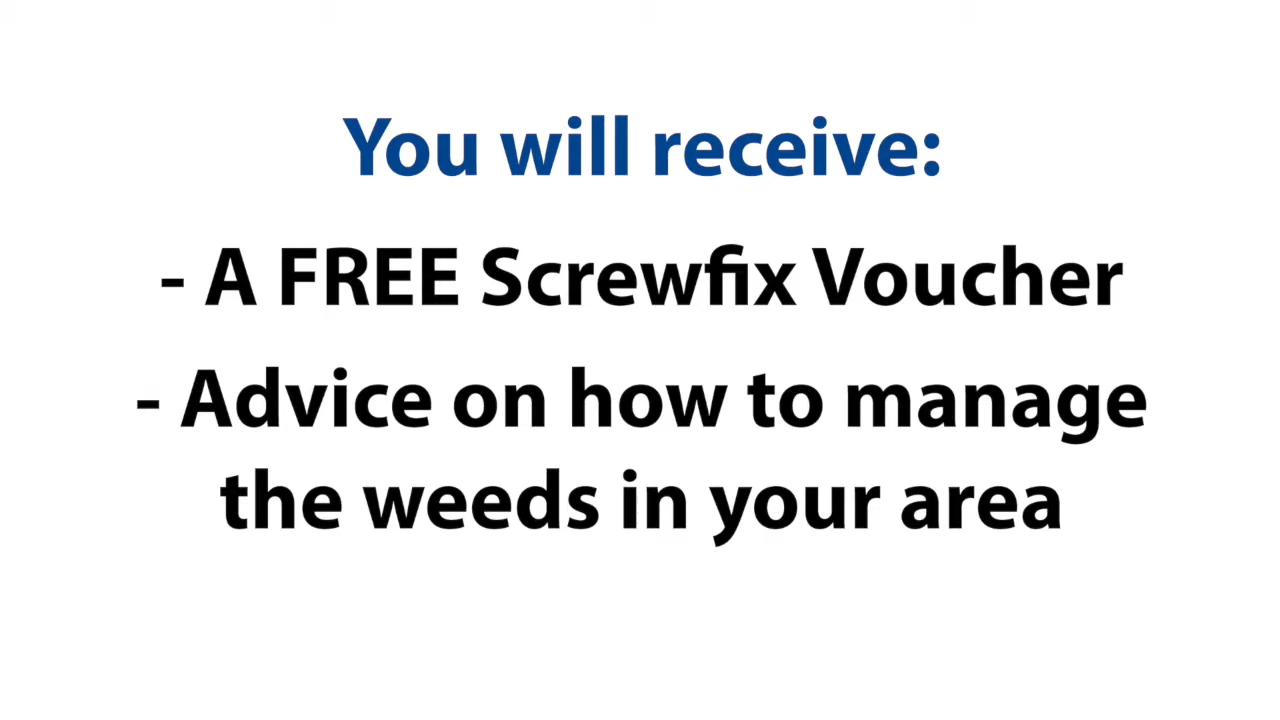 You will receive:
- A FREE Screwfix Voucher
- Advice on how to manage
the weeds in your area